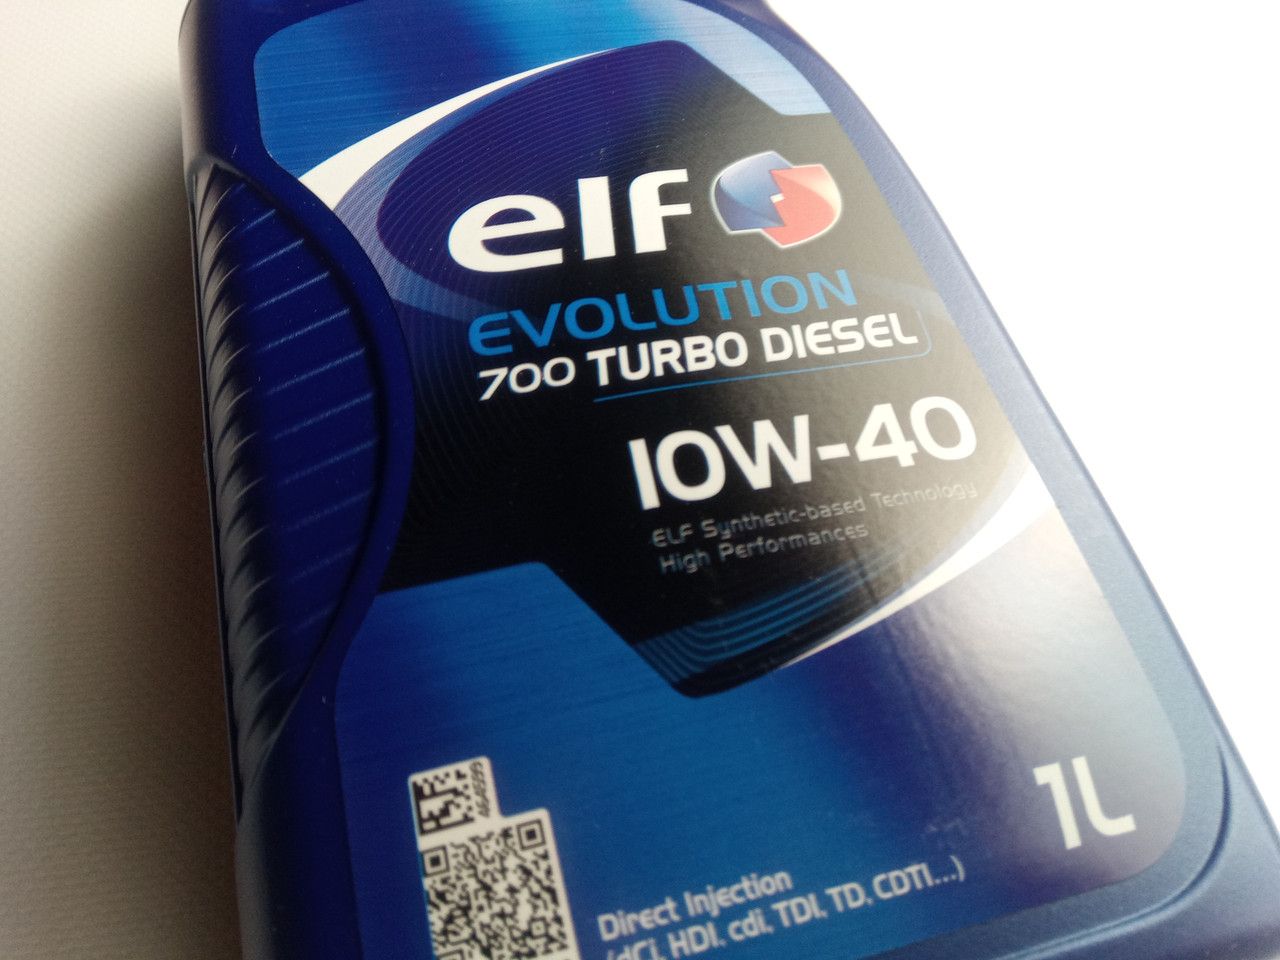 elf
EVOLUTION
700 TURBO DIESEL
10W-40
ELF Synthetic-based Technology
High Performances
1L
Direct Injection
(dCi, HDI, cdi, TDI, TD, CDTI...)